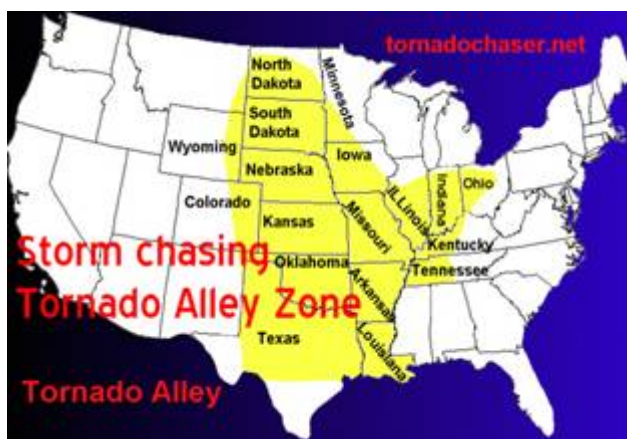 tornadochaser.net
North
Dakota
Minnesota
South
Dakota
Wyoming
Iowa
Nebraska
ILLinois
Indiana
Ohio
Colorado
Kansas
Missouri
Kentucky
Storm chasing
Oklahoma
Tennessee
Tornado Alley Zone
Arkansas
Texas
Louisiana
Tornado Alley